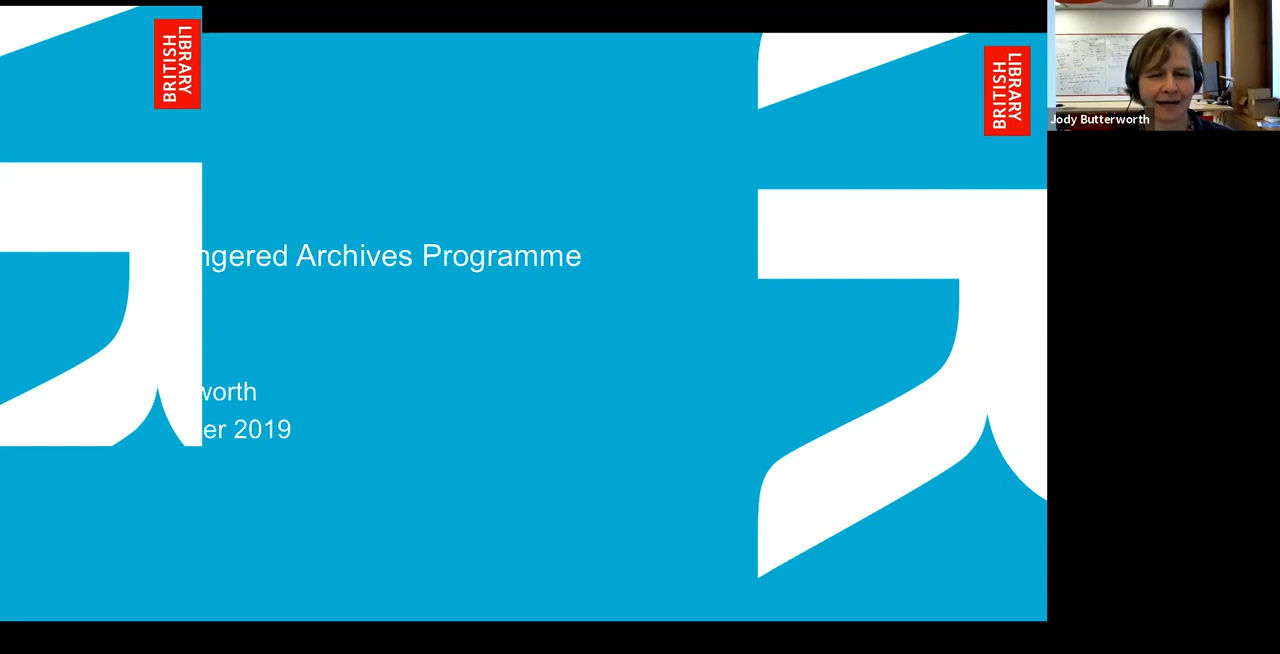 BRITISH
LIBRARY
BRITISH
LIBRARY
Jody Butterworth
ngered Archives Programme
worth
er 2019